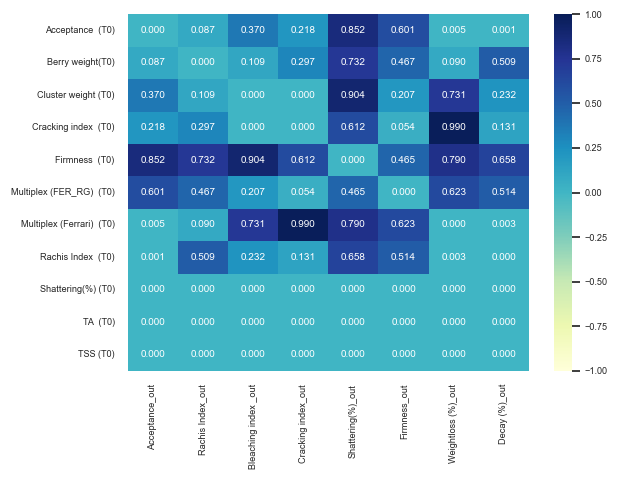 Acceptance (T0) 0.000 0.087 0.370 0.218 0.852 0.601 0.005 0.001
Berry weight(T0) 0.087 0.000 0.109 0.297 0.732 0.467 0.090 0.509
Cluster weight (T0) 0.370 0.109 0.000 0.000 0.904 0.207 0.731 0.232
Cracking index (T0) 0.218 0.297 0.000 0.000 0.612 0.054 0.990 0.131
Firmness (T0) 0.852 0.732 0.904 0.612 0.000 0.465 0.790 0.658
Multiplex (FER_RG) (T0) 0.601 0.467 0.207 0.054 0.465 0.000 0.623 0.514
Multiplex (Ferrari) (T0) 0.005 0.090 0.731 0.990 0.790 0.623 0.000 0.003
Rachis Index (T0) 0.001 0.509 0.232 0.131 0.658 0.514 0.003 0.000
Shattering(%) (T0) 0.000 0.000 0.000 0.000 0.000 0.000 0.000 0.000
TA (T0) 0.000 0.000 0.000 0.000 0.000 0.000 0.000 0.000
TSS (T0) 0.000 0.000 0.000 0.000 0.000 0.000 0.000 0.000
Acceptance_out
Rachis Index_out
Bleaching index _out
Cracking index_out
Shattering(%)_out
Firmness_out
Weightloss (%)_out
Decay (%)_out
1.00
0.75
0.50
0.25
0.00
−0.25
−0.50
−0.75
−1.00